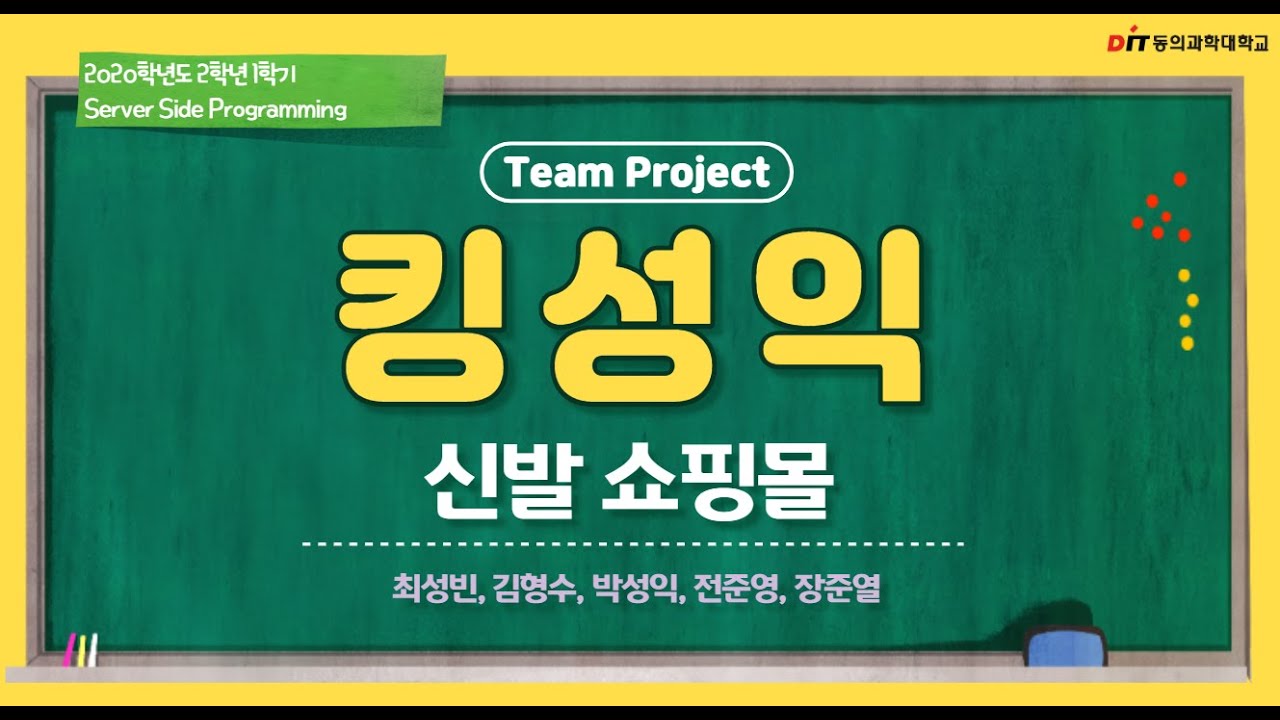 DIT 동의과학대학교
2020학년도 2학년 1학기
Server Side Programming
Team Project
킹성익
신발 쇼핑몰
최성빈, 김형수, 박성익, 전준영, 장준열